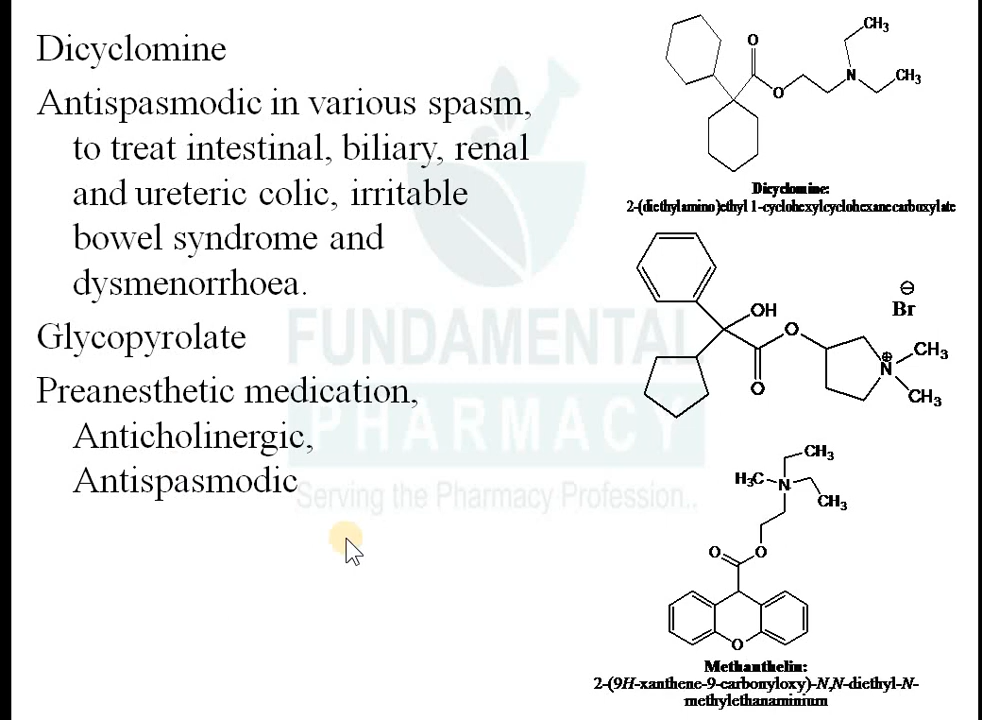 Dicyclomine
Antispasmodic in various spasm,
to treat intestinal, biliary, renal
and ureteric colic, irritable
bowel syndrome and
dysmenorrhoea.
Glycopyrolate
Preanesthetic medication,
Anticholinergic,
Antispasmodic
FUNDAMENTAL
PHARMACY
Serving the Pharmacy Profession..
CH3
O
O
N
CH3
Dicyclomine:
2-(diethylamino)ethyl 1-cyclohexylcyclohexanecarboxylate
⊖
Br
OH
O
O
⊕
N
CH3
CH3
CH3
H3C-N
CH3
O
O
O
Methanthelin:
2-(9H-xanthene-9-carbonyloxy)-N,N-diethyl-N-
methylethanaminium